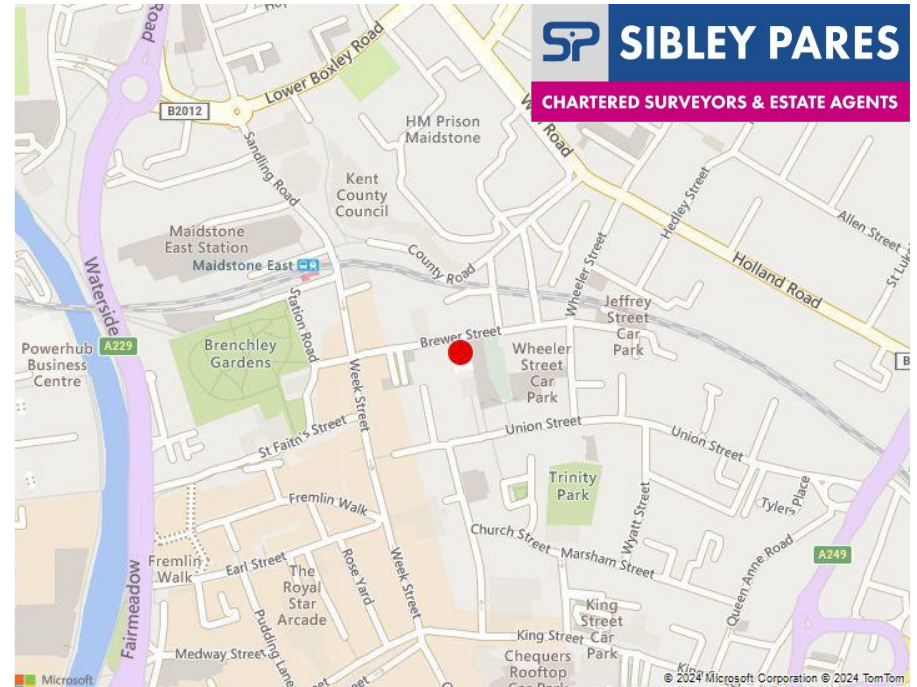 SP SIBLEY PARES
CHARTERED SURVEYORS & ESTATE AGENTS
Road
Lower Boxley Road
B2012
HM Prison
Maidstone
Road
Sandling Road
Kent
County
Council
Hedley Street
Allen Street
Maidstone
East Station
Maidstone East
County Road
Wheeler Street
Holland Road
Waterside
Station Road
Jeffrey
Street
Car
Park
Brewer Street
A229
Powerhub
Business
Centre
Brenchley
Gardens
Wheeler
Street
Car
Park
B
Week Street
St Faith's Street
Union Street
Union Street
Trinity
Park
Tylers Place
Fremlin Walk
Church Street
Marsham Street
Wyatt Street
Queen Anne Road
A249
Fremlin
Walk
Earl Street
The
Royal
Star
Arcade
Rose Yard
Week Street
Fairmeadow
Pudding Lane
Medway Street
King Street
King
Street
Car
Park
Chequers
Rooftop
Car Park
Microsoft
© 2024 Microsoft Corporation © 2024 TomTom